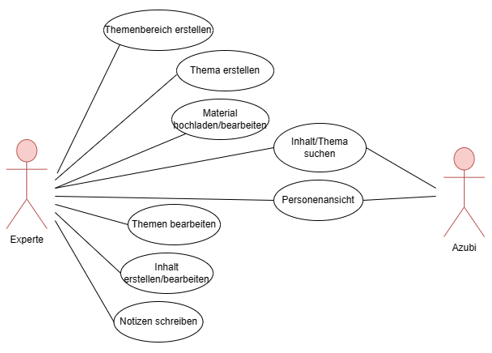 Themenbereich erstellen
Thema erstellen
Material
hochladen/bearbeiten
Inhalt/Thema
suchen
Personenansicht
Themen bearbeiten
Inhalt
erstellen/bearbeiten
Notizen schreiben
Experte
Azubi